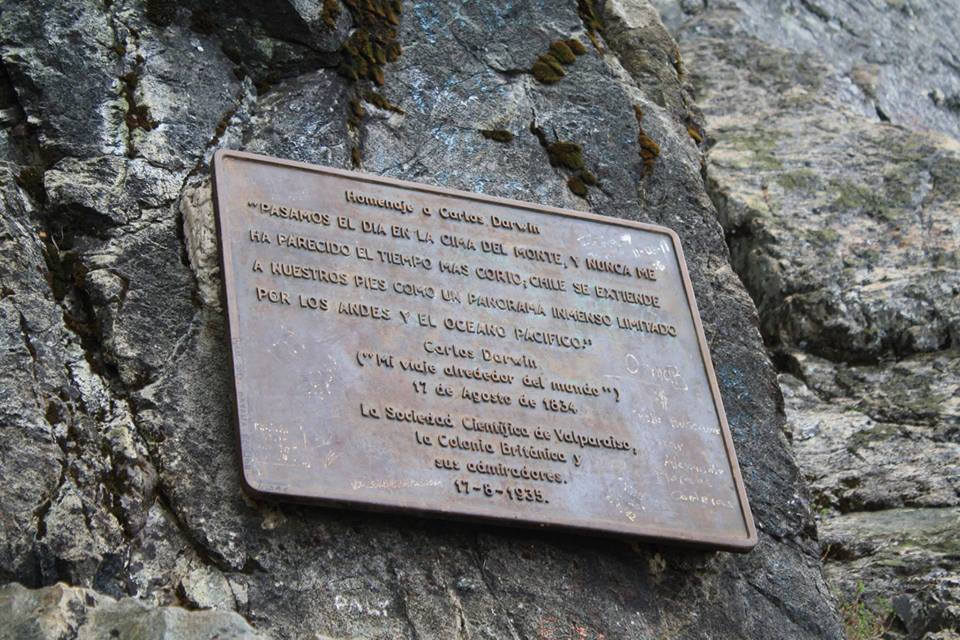 Homenaje a Carlos Darwin
"PASAMOS EL DIA EN LA CIMA DEL MONTE, Y NUNCA ME
HA PARECIDO EL TIEMPO MAS CORTO; CHILE SE EXTIENDE
A NUESTROS PIES COMO UN PANORAMA INMENSO LIMITADO
POR LOS ANDES Y EL OCEANO PACIFICO."
Carlos Darwin
("Mi viaje alrededor del mundo")
17 de Agosto de 1834
La Sociedad Científica de Valparaíso,
la Colonia Británica y
sus admiradores.
17-8-1935.